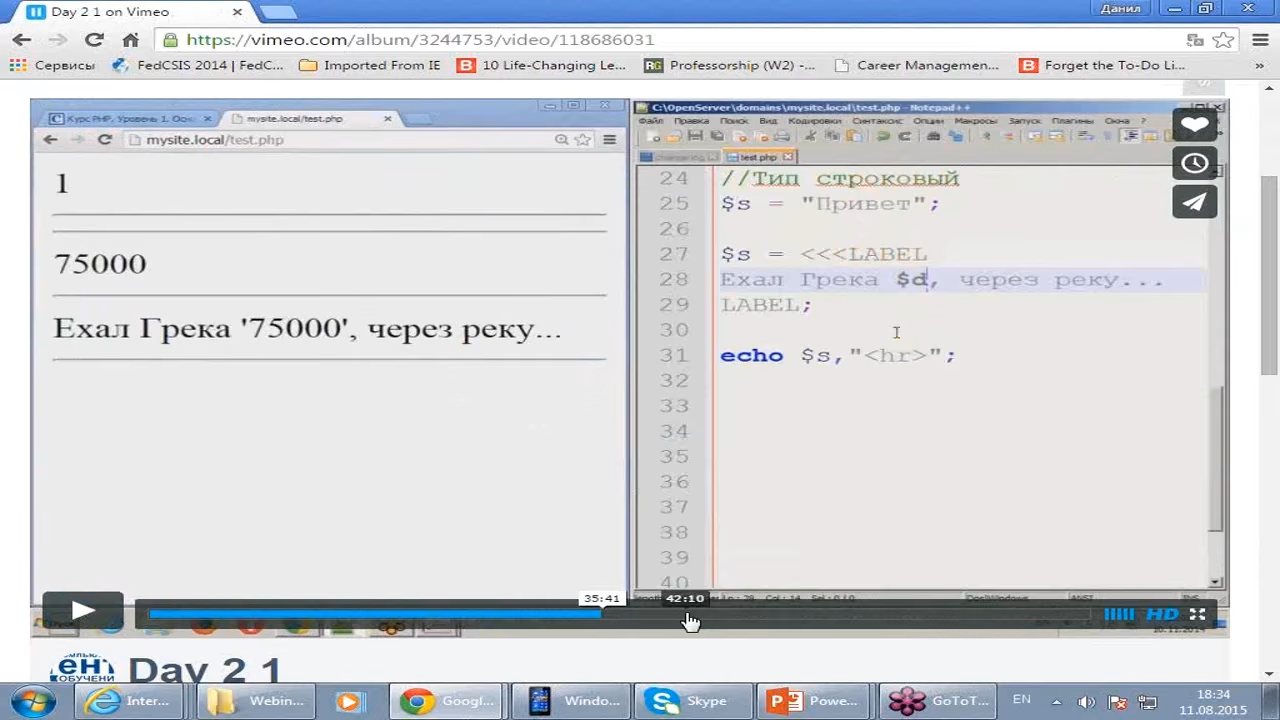 Day 2 1 on Vimeo
Данил
https://vimeo.com/album/3244753/video/118686031
Сервисы
FedCSIS 2014 | FedC...
Imported From IE
10 Life-Changing Le...
Professorship (W2) -...
Career Managemen...
Forget the To-Do Li...
»
Курс PHP. Уровень 1. Осн
mysite.local/test.php
mysite.local/test.php
1
75000
Ехал Грека '75000', через реку...
C:\OpenServer\domains\mysite.local\test.php - Notepad++
Файл Правка Поиск Вид Кодировки Синтаксис Опции Макросы Запуск Плагины Окна ?
test.php
24 //Тип строковый
25 $s = "Привет";
26
27 $s = <<<LABEL
28 Ехал Грека $d, через реку...
29 LABEL;
30
31 echo $s,"<hr>";
32
33
34
35
36
37
38
39
40
35:41
42:10
HD
Day 2 1
ОБУЧЕНИ
Inter...
Webin...
Googl...
Windo...
Skype
Powe...
GoToT...
EN
18:34
11.08.2015